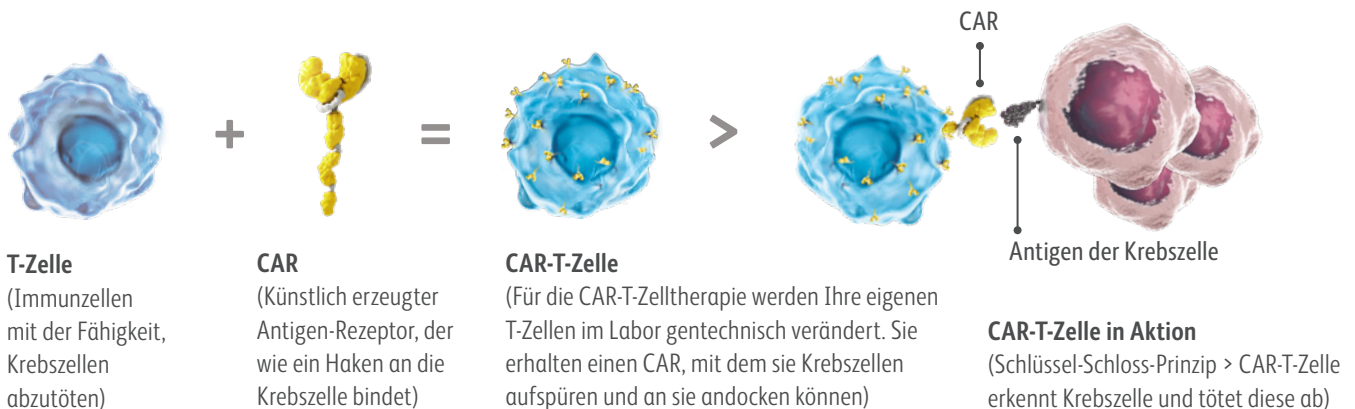 CAR
+
=
>
Antigen der Krebszelle
T-Zelle
(Immunzellen
mit der Fähigkeit,
Krebszellen
abzutöten)
CAR
(Künstlich erzeugter
Antigen-Rezeptor, der
wie ein Haken an die
Krebszelle bindet)
CAR-T-Zelle
(Für die CAR-T-Zelltherapie werden Ihre eigenen
T-Zellen im Labor gentechnisch verändert. Sie
erhalten einen CAR, mit dem sie Krebszellen
aufspüren und an sie andocken können)
CAR-T-Zelle in Aktion
(Schlüssel-Schloss-Prinzip > CAR-T-Zelle
erkennt Krebszelle und tötet diese ab)